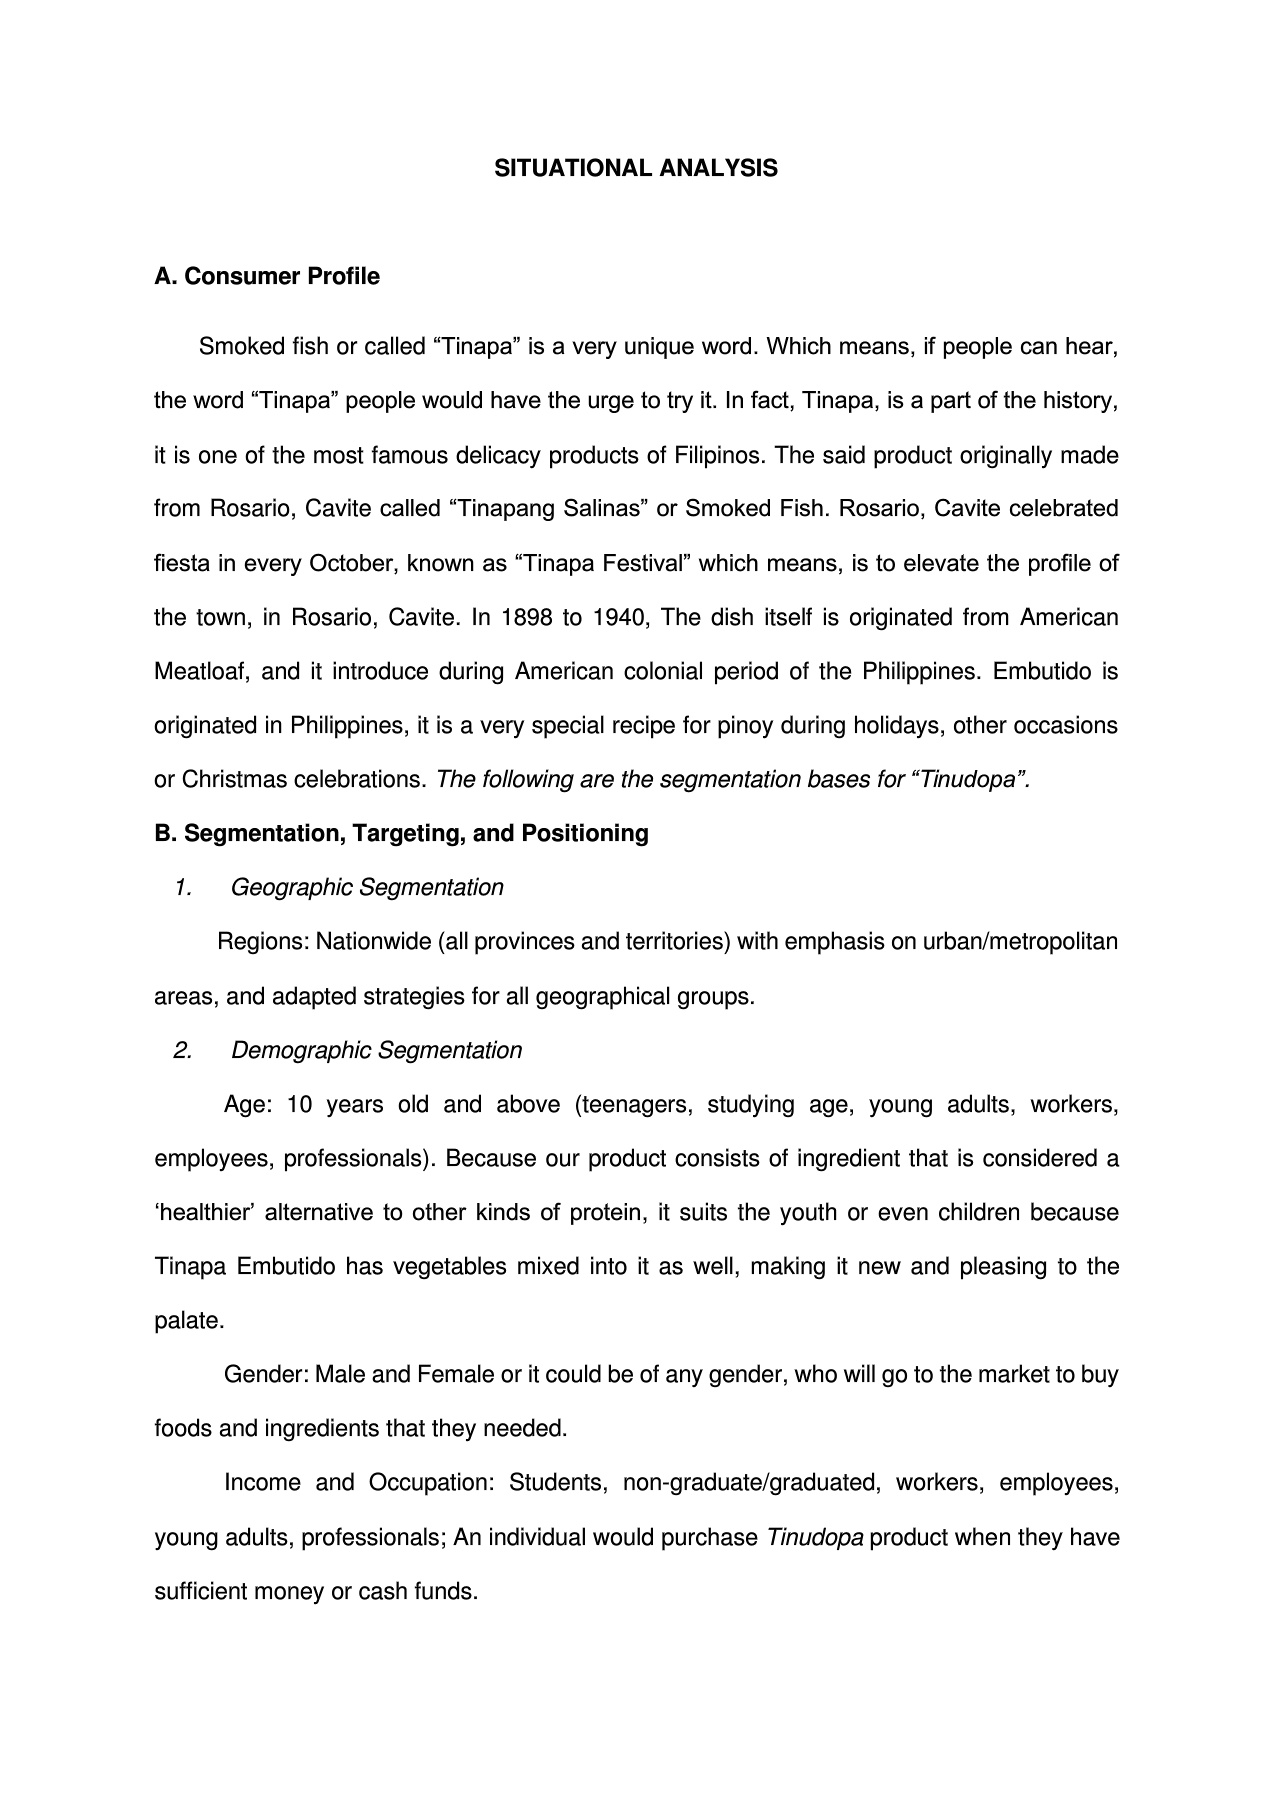 SITUATIONAL ANALYSIS
A. Consumer Profile
Smoked fish or called “Tinapa” is a very unique word. Which means, if people can hear,
the word “Tinapa” people would have the urge to try it. In fact, Tinapa, is a part of the history,
it is one of the most famous delicacy products of Filipinos. The said product originally made
from Rosario, Cavite called “Tinapang Salinas” or Smoked Fish. Rosario, Cavite celebrated
fiesta in every October, known as “Tinapa Festival” which means, is to elevate the profile of
the town, in Rosario, Cavite. In 1898 to 1940, The dish itself is originated from American
Meatloaf, and it introduce during American colonial period of the Philippines. Embutido is
originated in Philippines, it is a very special recipe for pinoy during holidays, other occasions
or Christmas celebrations. The following are the segmentation bases for “Tinudopa”.
B. Segmentation, Targeting, and Positioning
1. Geographic Segmentation
Regions: Nationwide (all provinces and territories) with emphasis on urban/metropolitan
areas, and adapted strategies for all geographical groups.
2. Demographic Segmentation
Age: 10 years old and above (teenagers, studying age, young adults, workers,
employees, professionals). Because our product consists of ingredient that is considered a
‘healthier’ alternative to other kinds of protein, it suits the youth or even children because
Tinapa Embutido has vegetables mixed into it as well, making it new and pleasing to the
palate.
Gender: Male and Female or it could be of any gender, who will go to the market to buy
foods and ingredients that they needed.
Income and Occupation: Students, non-graduate/graduated, workers, employees,
young adults, professionals; An individual would purchase Tinudopa product when they have
sufficient money or cash funds.